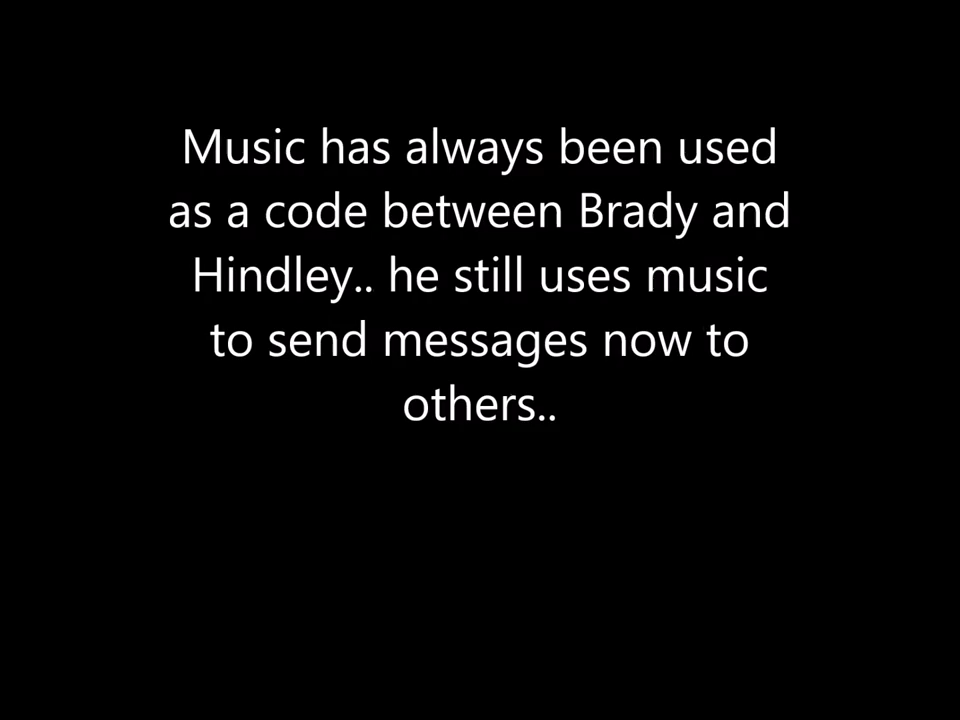 Music has always been used
as a code between Brady and
Hindley.. he still uses music
to send messages now to
others..